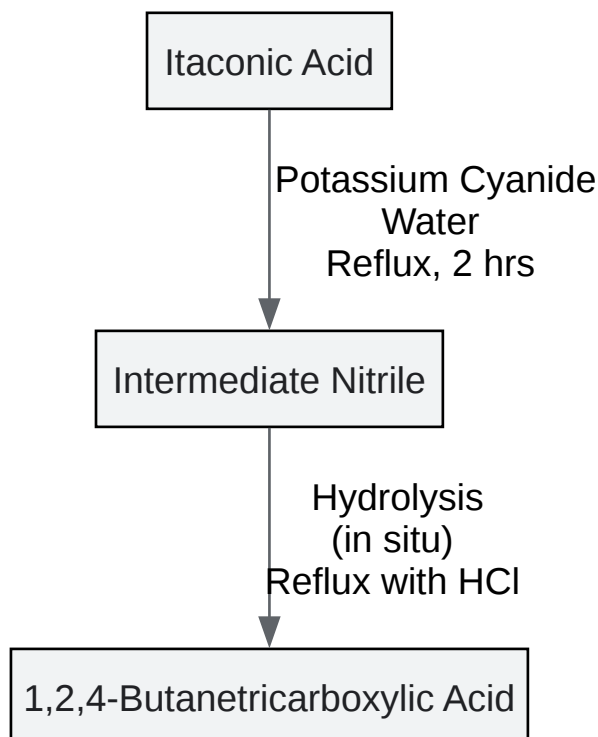 Itaconic Acid
Potassium Cyanide
Water
Reflux, 2 hrs
Intermediate Nitrile
Hydrolysis
(in situ)
Reflux with HCl
1,2,4-Butanetricarboxylic Acid